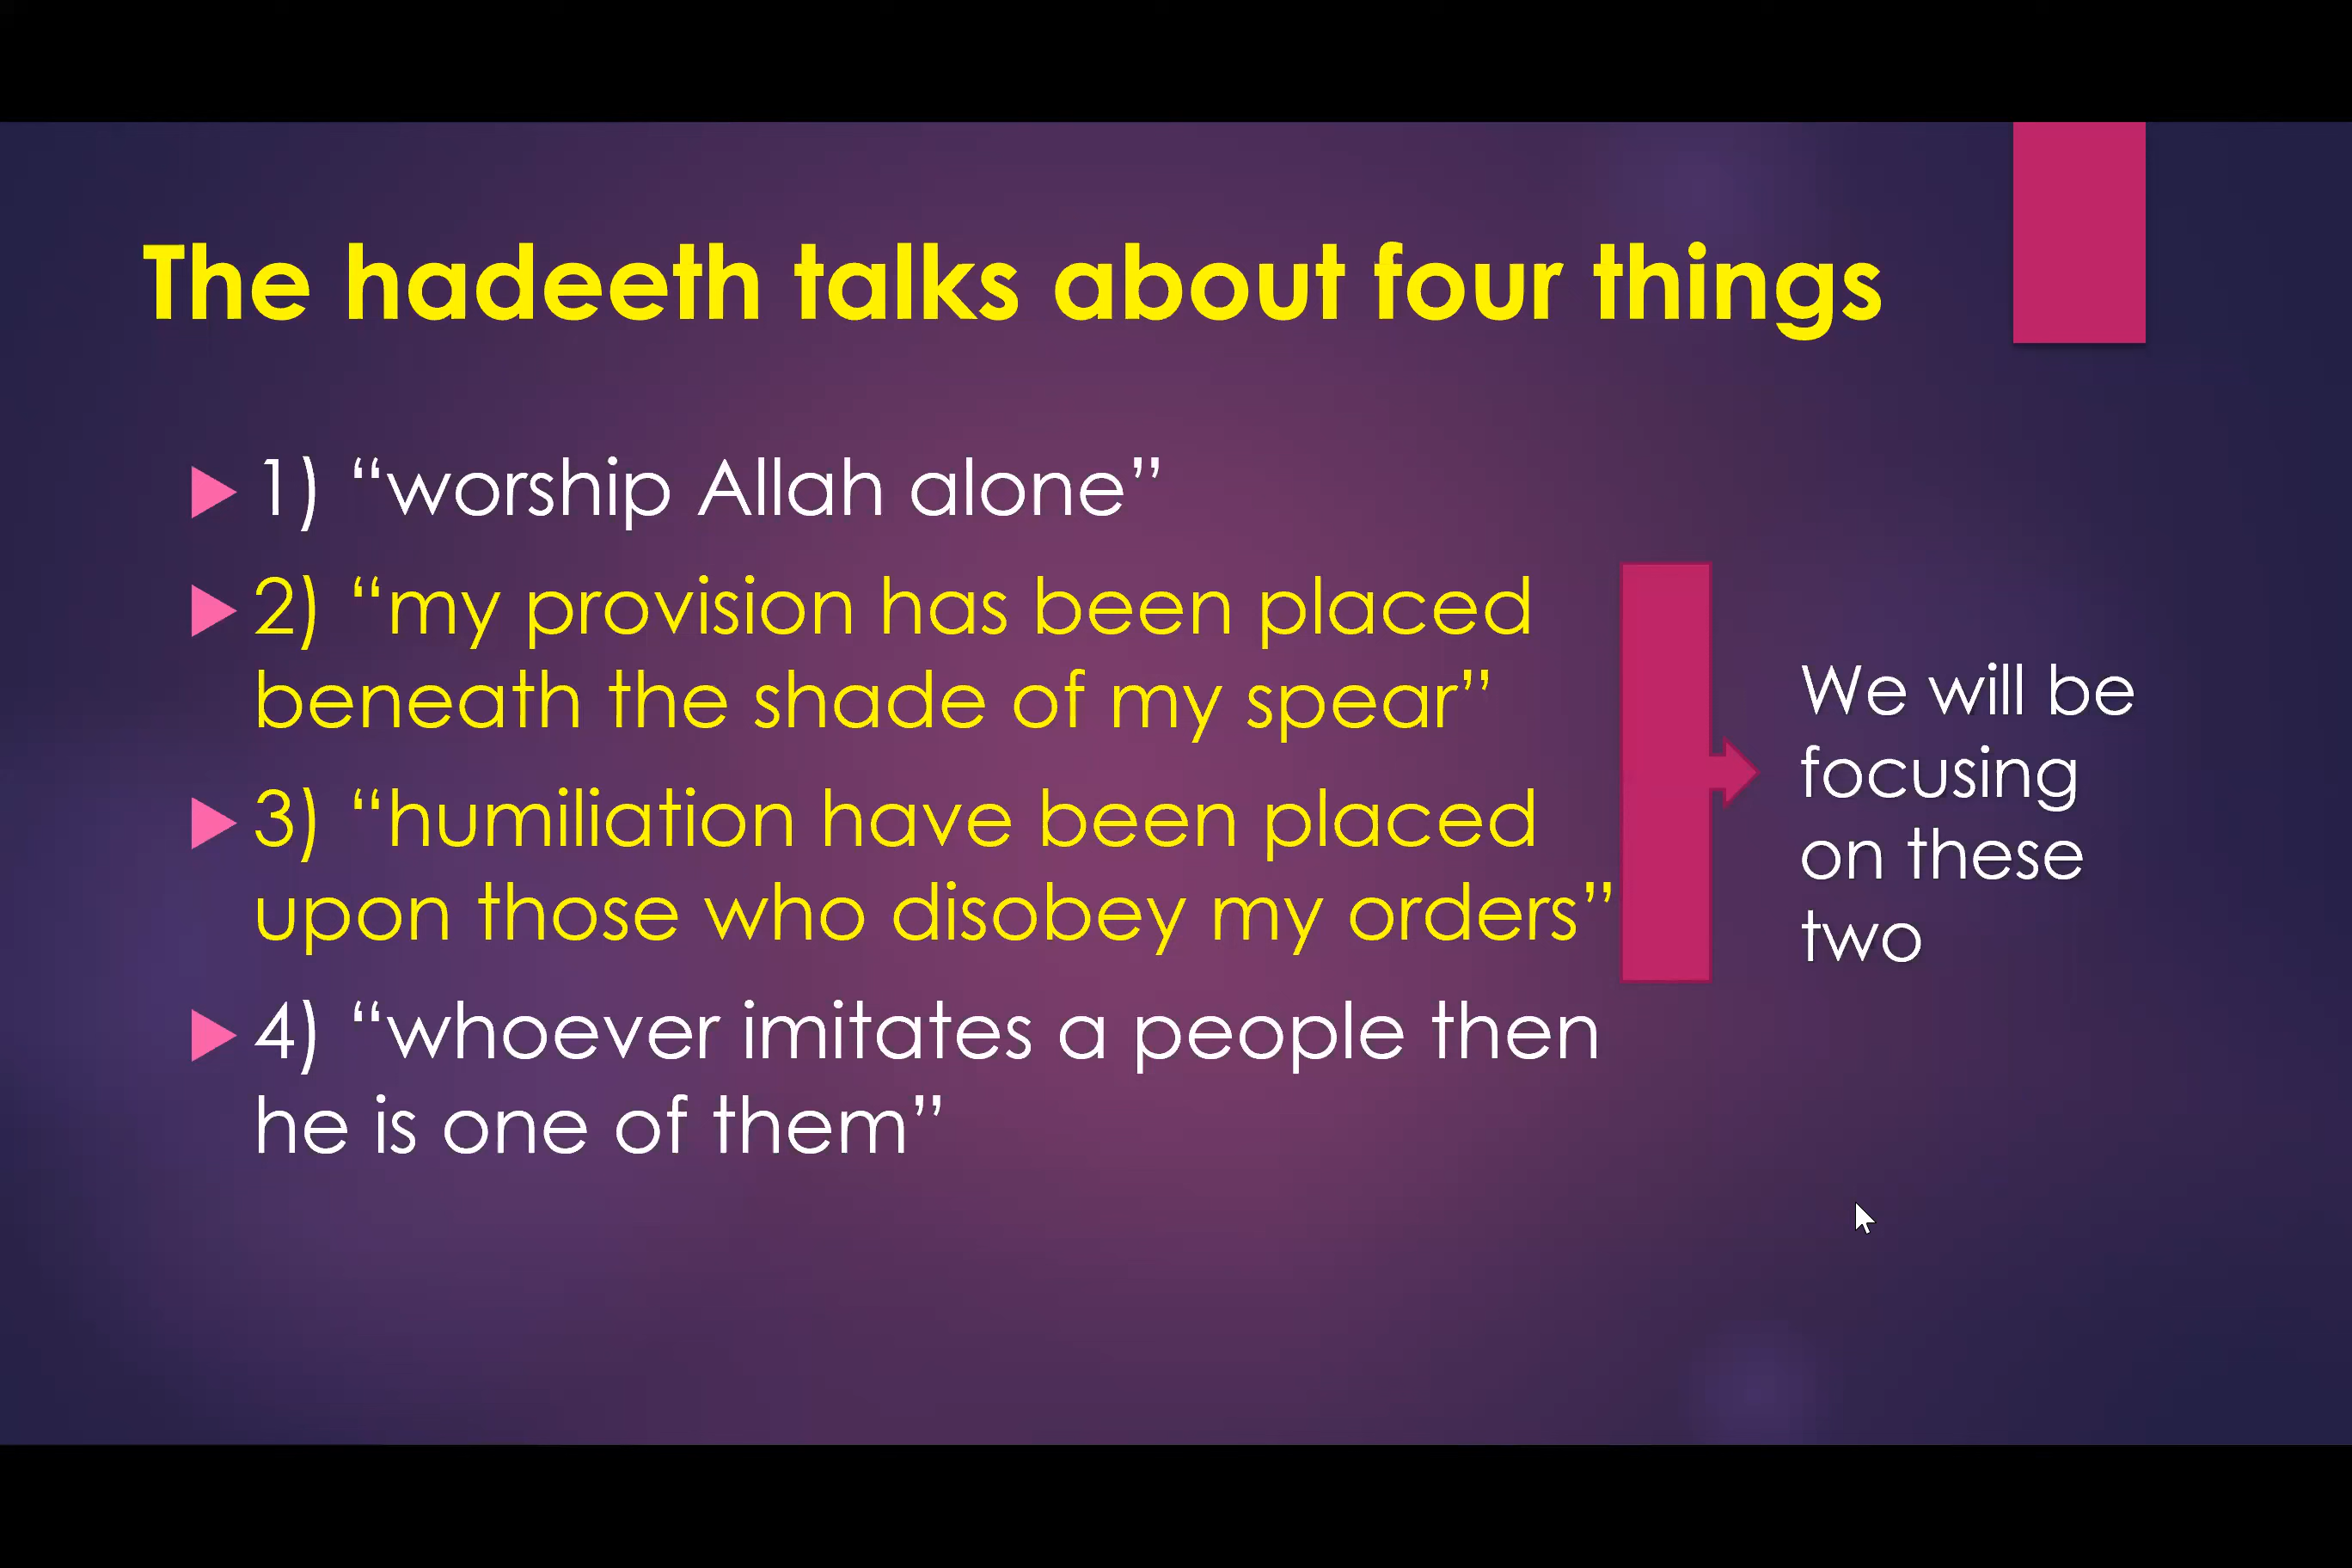 The hadeeth talks about four things
1) “worship Allah alone”
2) “my provision has been placed
beneath the shade of my spear”
3) “humiliation have been placed
upon those who disobey my orders”
4) “whoever imitates a people then
he is one of them”
We will be
focusing
on these
two